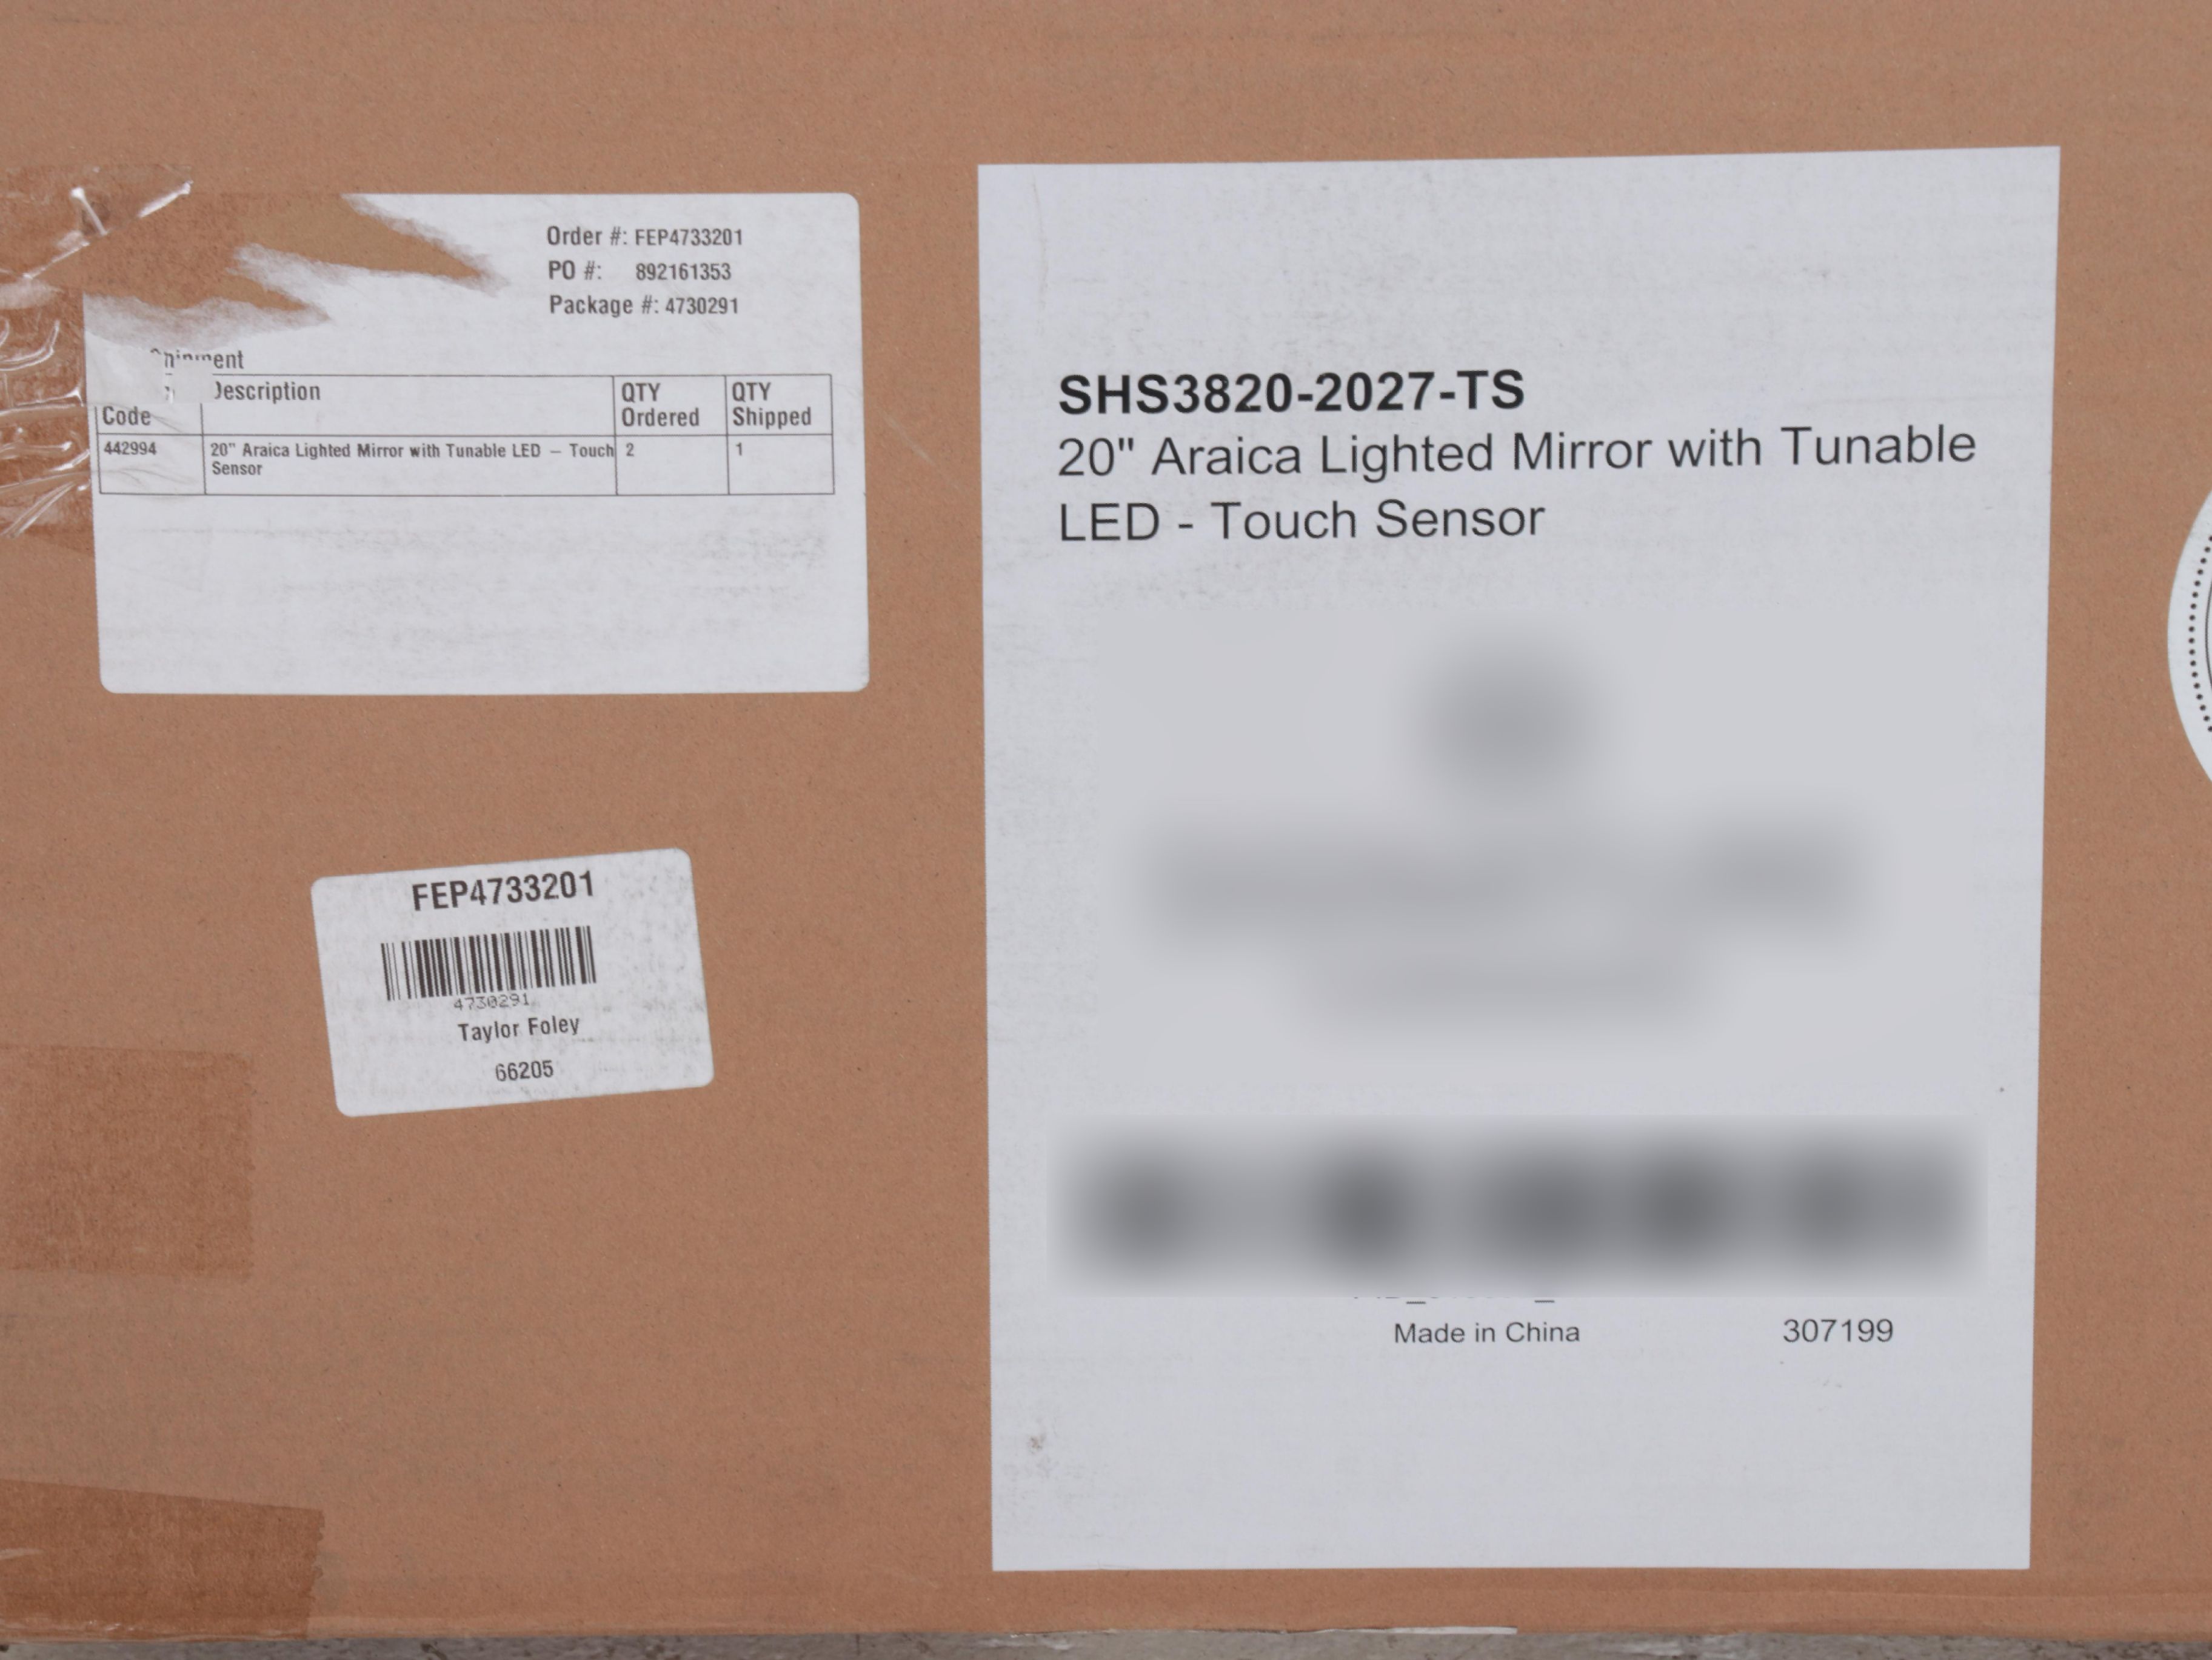 Order #: FEP4733201
PO #: 892161353
Package #: 4730291
Description
QTY Ordered
QTY Shipped
Code
442994
20" Araica Lighted Mirror with Tunable LED – Touch
Sensor
2
1
FEP4733201
4730291
Taylor Foley
66205
SHS3820-2027-TS
20" Araica Lighted Mirror with Tunable
LED - Touch Sensor
Made in China
307199